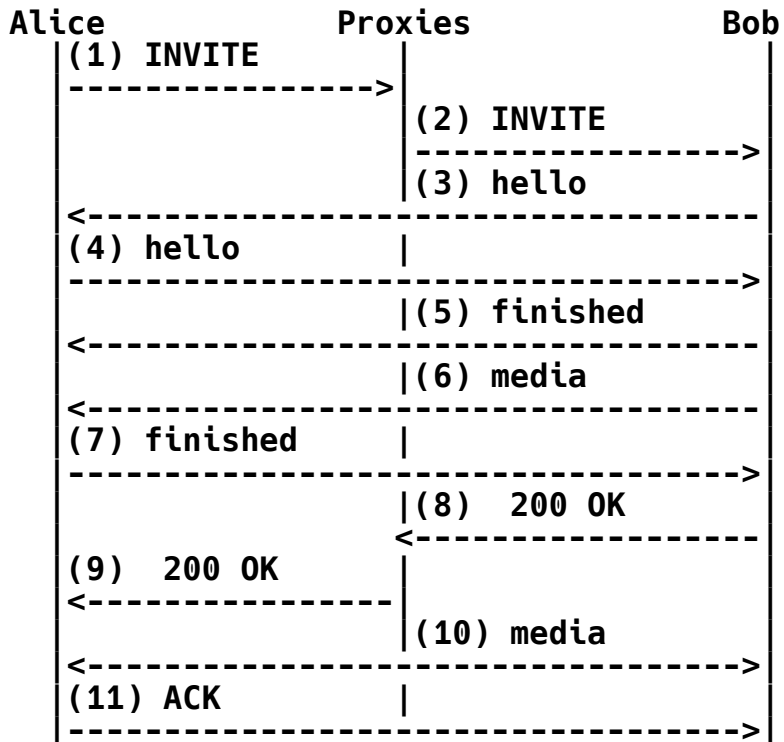 Alice Proxies Bob
(1) INVITE
(2) INVITE
(3) hello
(4) hello
(5) finished
(6) media
(7) finished
(8) 200 OK
(9) 200 OK
(10) media
(11) ACK